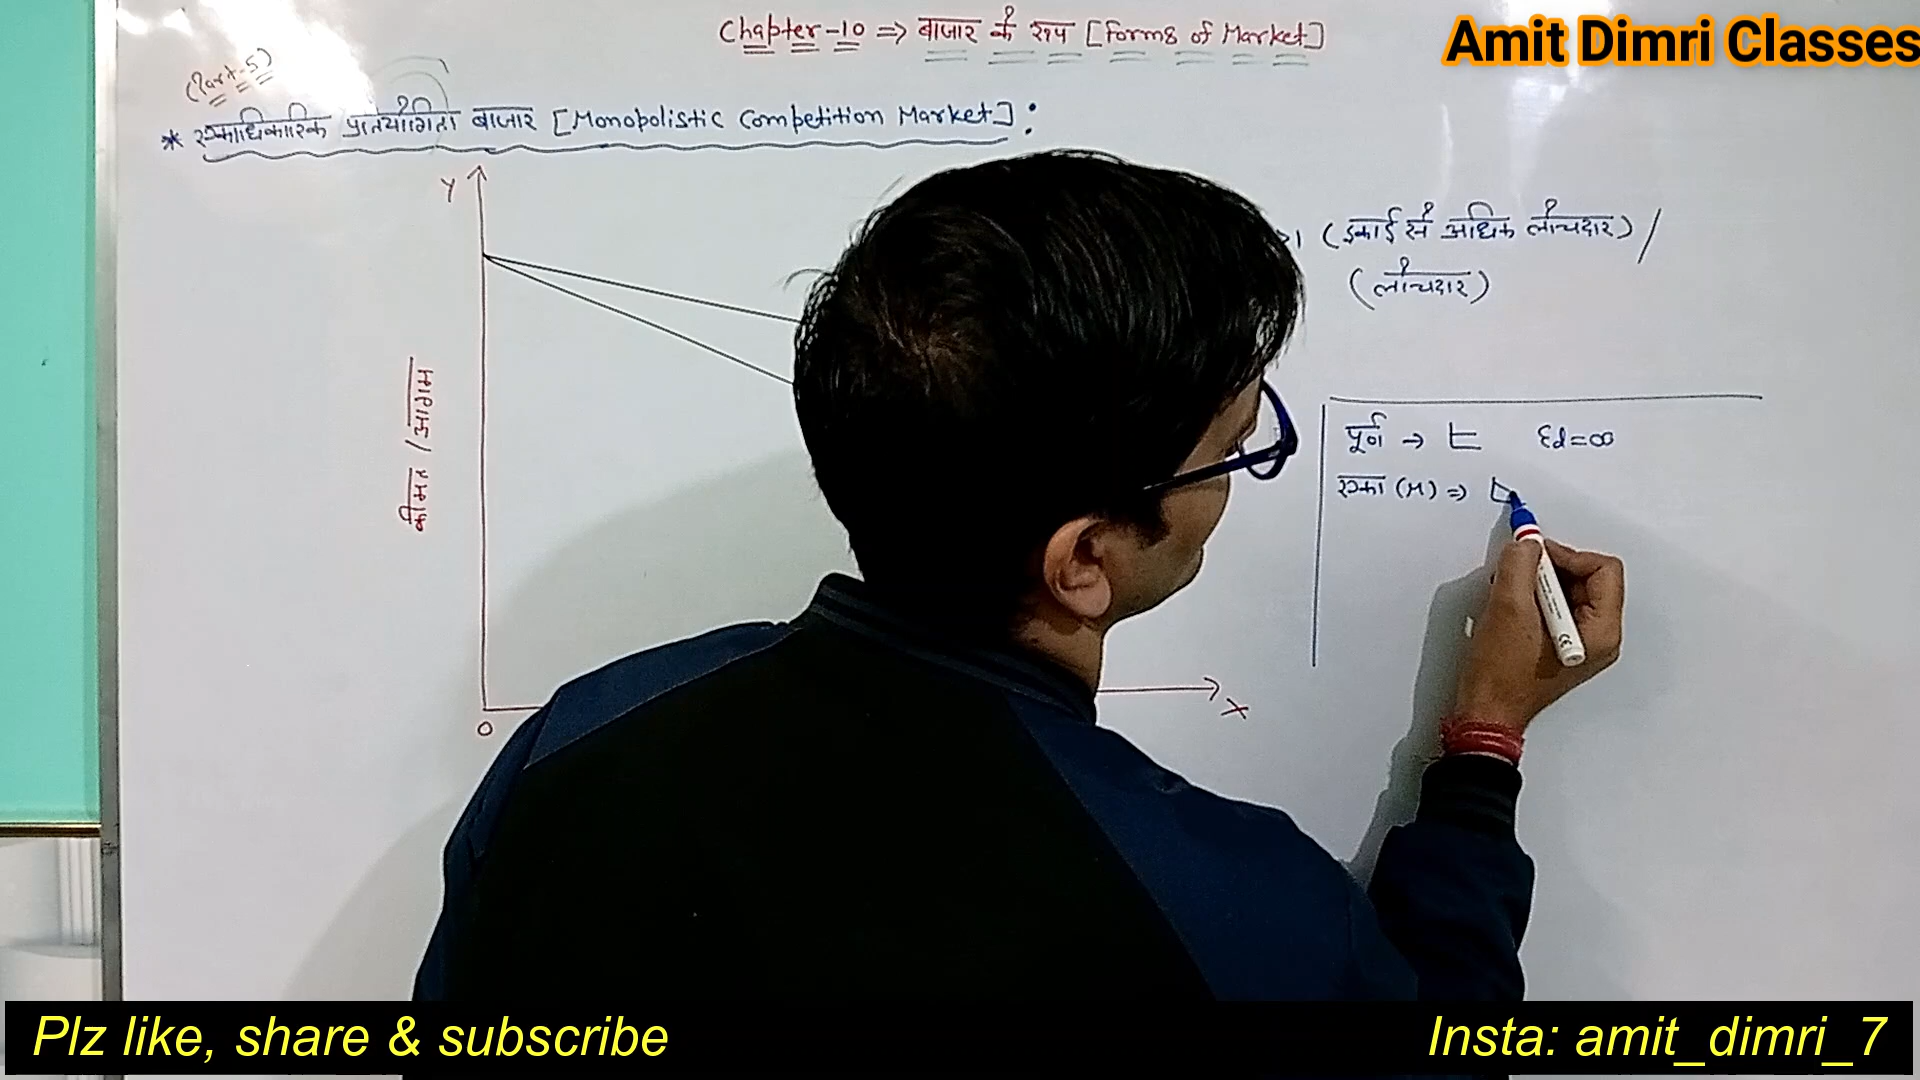 Chapter-10 => बाजार के रूप [Forms of Market]
Amit Dimri Classes
(Part-5)
* एकाधिकारिक प्रतियोगिता बाजार [Monopolistic Competition Market]:
Y
>1 (इकाई से अधिक लोचदार) /
(लोचदार)
कीमत / आगम
पूर्ण → Ed=∞
एका (M) =>
X
O
Plz like, share & subscribe
Insta: amit_dimri_7